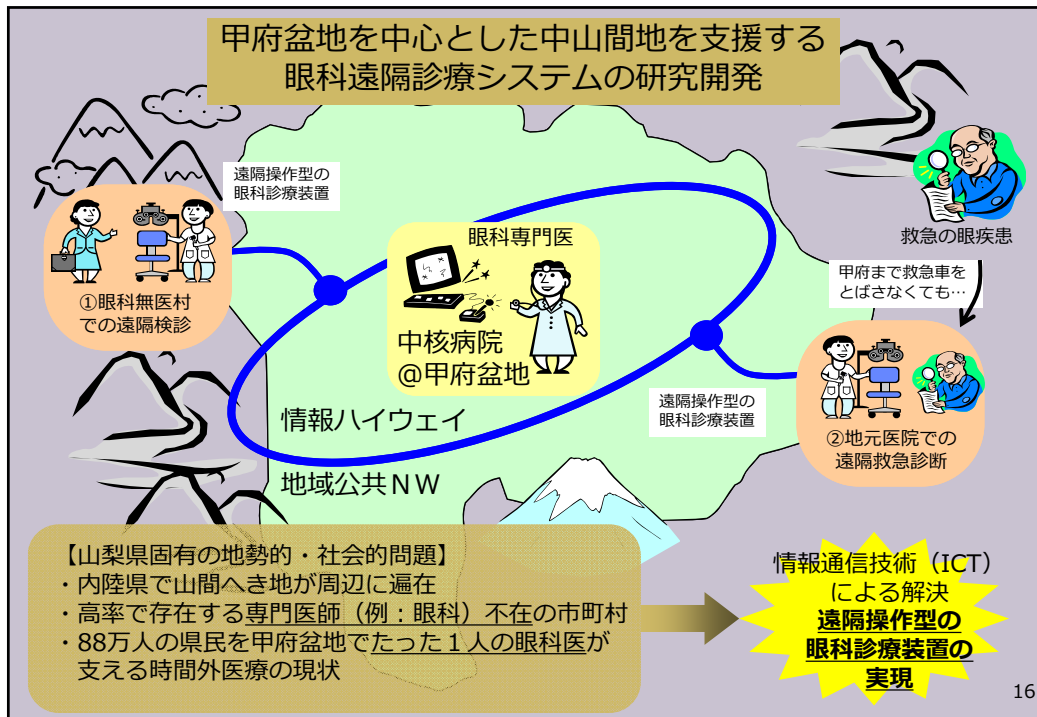 甲府盆地を中心とした中山間地を支援する
眼科遠隔診療システムの研究開発
遠隔操作型の
眼科診療装置
①眼科無医村
での遠隔検診
眼科専門医
中核病院
@甲府盆地
救急の眼疾患
甲府まで救急車を
とばさなくても…
遠隔操作型の
眼科診療装置
②地元医院での
遠隔救急診断
情報ハイウェイ
地域公共ＮＷ
【山梨県固有の地勢的・社会的問題】
・内陸県で山間へき地が周辺に遍在
・高率で存在する専門医師（例：眼科）不在の市町村
・88万人の県民を甲府盆地でたった１人の眼科医が
支える時間外医療の現状
情報通信技術（ICT）
による解決
遠隔操作型の
眼科診療装置の
実現
16